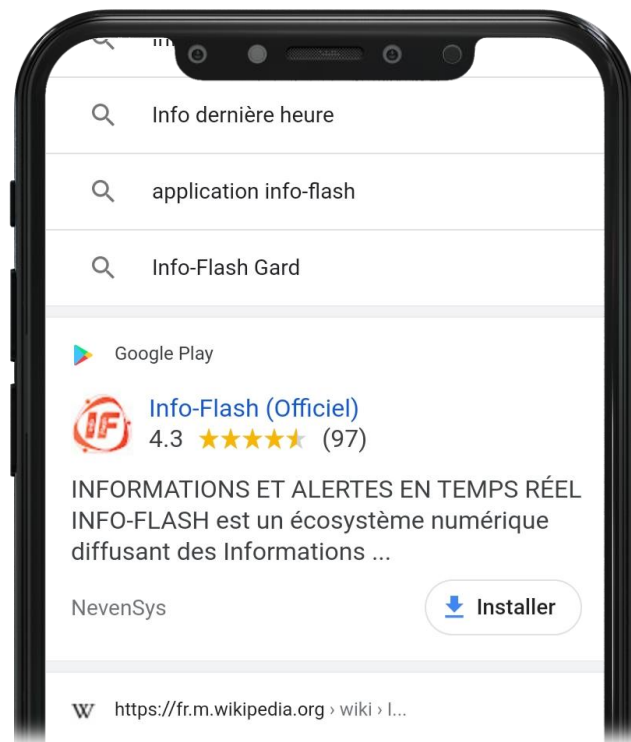 Info dernière heure
application info-flash
Info-Flash Gard
Google Play
IF
Info-Flash (Officiel)
4.3 ★★★★★ (97)
INFORMATIONS ET ALERTES EN TEMPS RÉEL
INFO-FLASH est un écosystème numérique
diffusant des Informations ...
NevenSys
Installer
W https://fr.m.wikipedia.org › wiki › I...